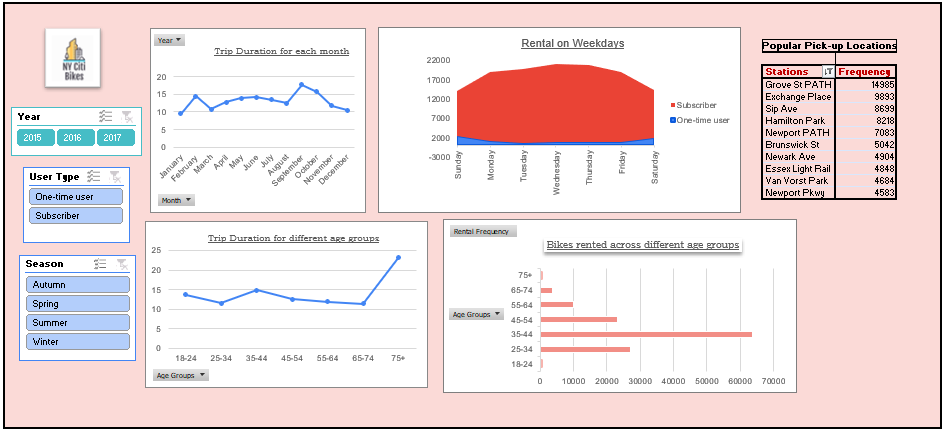 NY Citi
Bikes
Year
2015 2016 2017
User Type
One-time user
Subscriber
Season
Autumn
Spring
Summer
Winter
Year
Trip Duration for each month
20
15
10
5
0
January February March April May June July August September October November December
Month
Rental on Weekdays
22000
17000
12000
7000
2000
-3000
Sunday Monday Tuesday Wednesday Thursday Friday Saturday
Subscriber
One-time user
Popular Pick-up Locations
Stations Frequency
Grove St PATH 14985
Exchange Place 9893
Sip Ave 8699
Hamilton Park 8218
Newport PATH 7083
Brunswick St 5042
Newark Ave 4904
Essex Light Rail 4848
Van Vorst Park 4684
Newport Pkwy 4583
Trip Duration for different age groups
25
20
15
10
5
0
18-24 25-34 35-44 45-54 55-64 65-74 75+
Age Groups
Rental Frequency
Bikes rented across different age groups
Age Groups
75+
65-74
55-64
45-54
35-44
25-34
18-24
0 10000 20000 30000 40000 50000 60000 70000